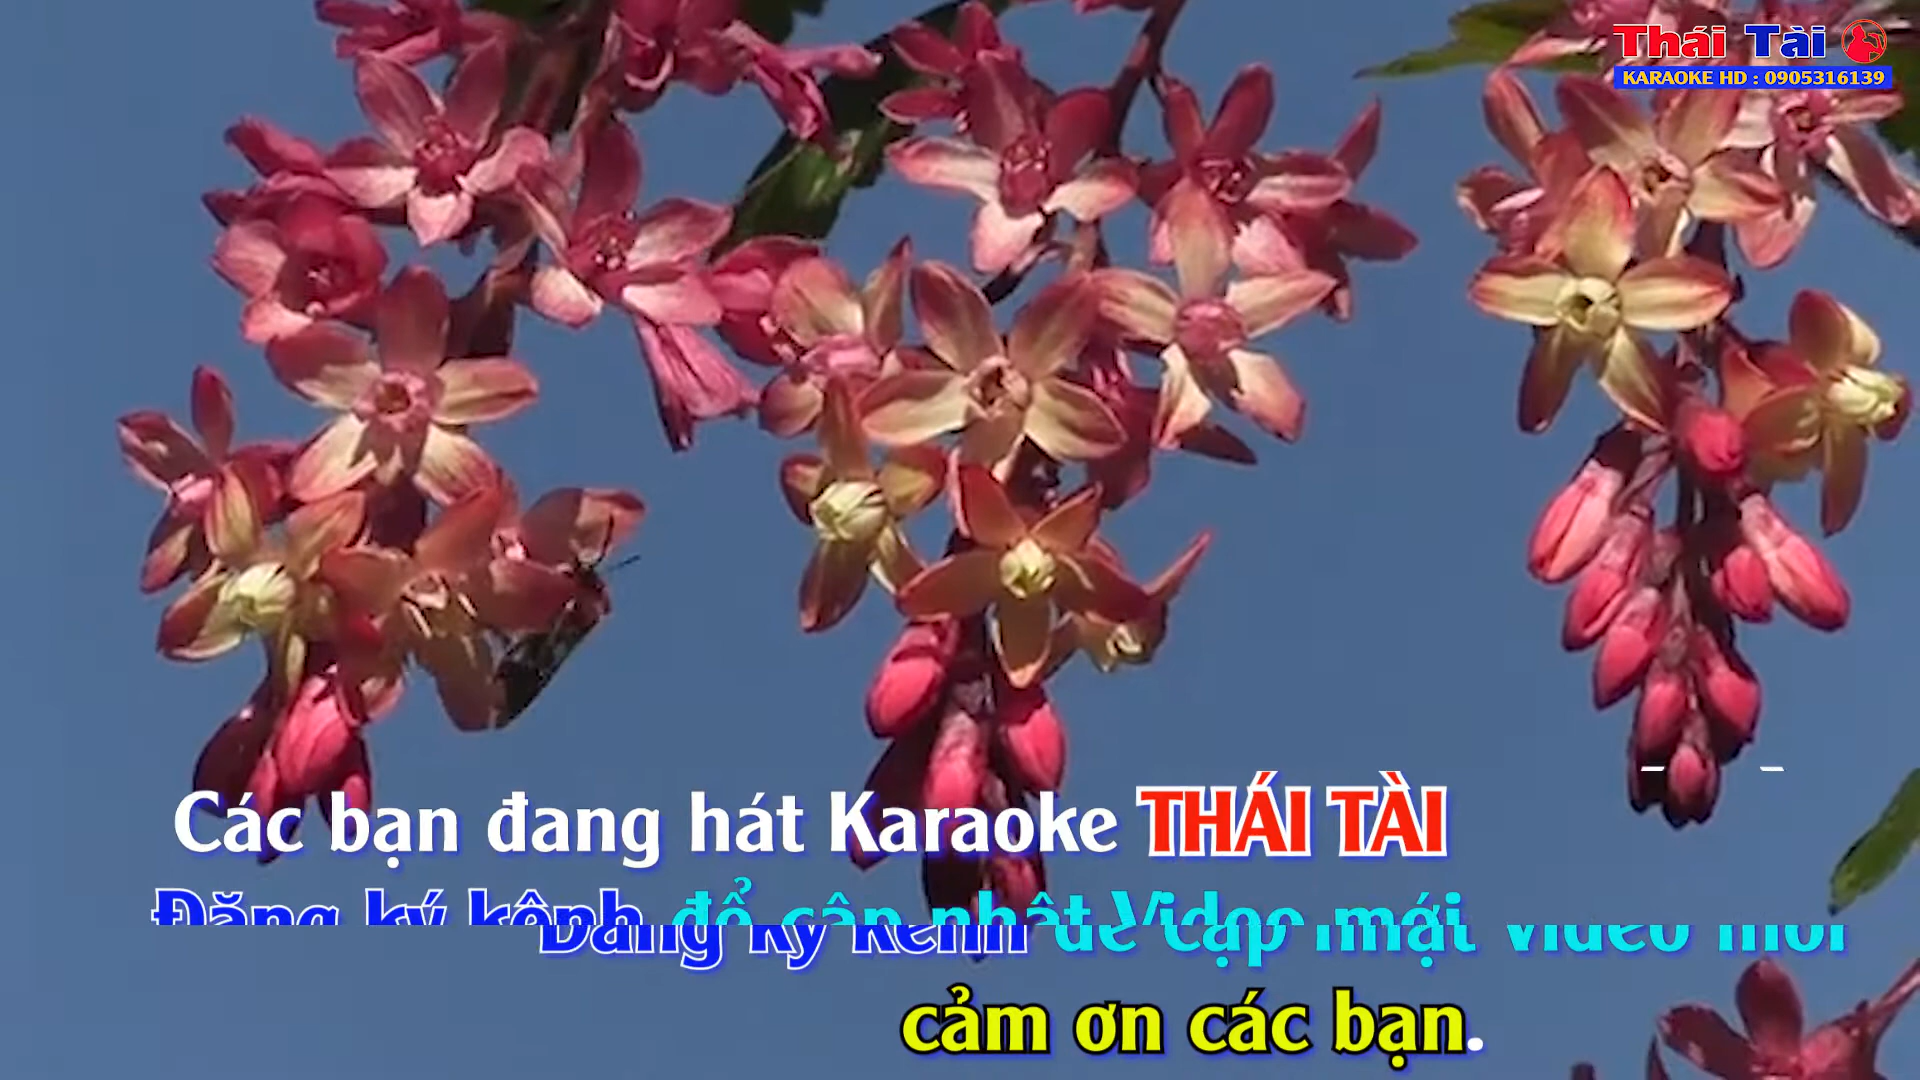 Thái Tài
KARAOKE HD : 0905316139
Các bạn đang hát Karaoke THÁI TÀI
Đăng ký kênh để cập nhật Video mới
cảm ơn các bạn.